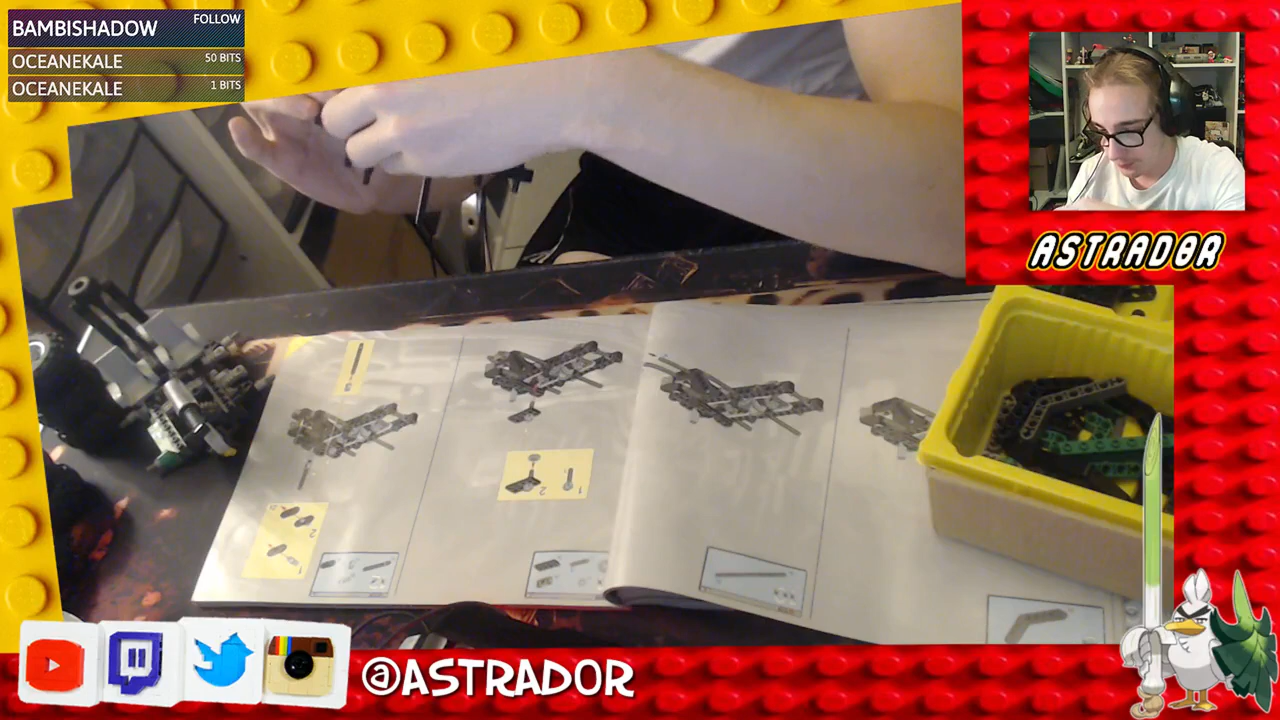 BAMBISHADOW FOLLOW
OCEANEKALE 50 BITS
OCEANEKALE 1 BITS
ASTRADOR
@ASTRADOR